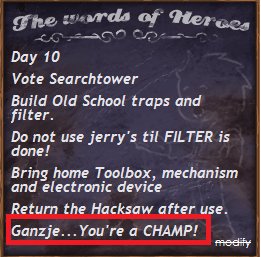 The words of Heroes
Day 10
Vote Searchtower
Build Old School traps and
filter.
Do not use jerry's til FILTER is
done!
Bring home Toolbox, mechanism
and electronic device
Return the Hacksaw after use.
Ganzje...You're a CHAMP!
modify